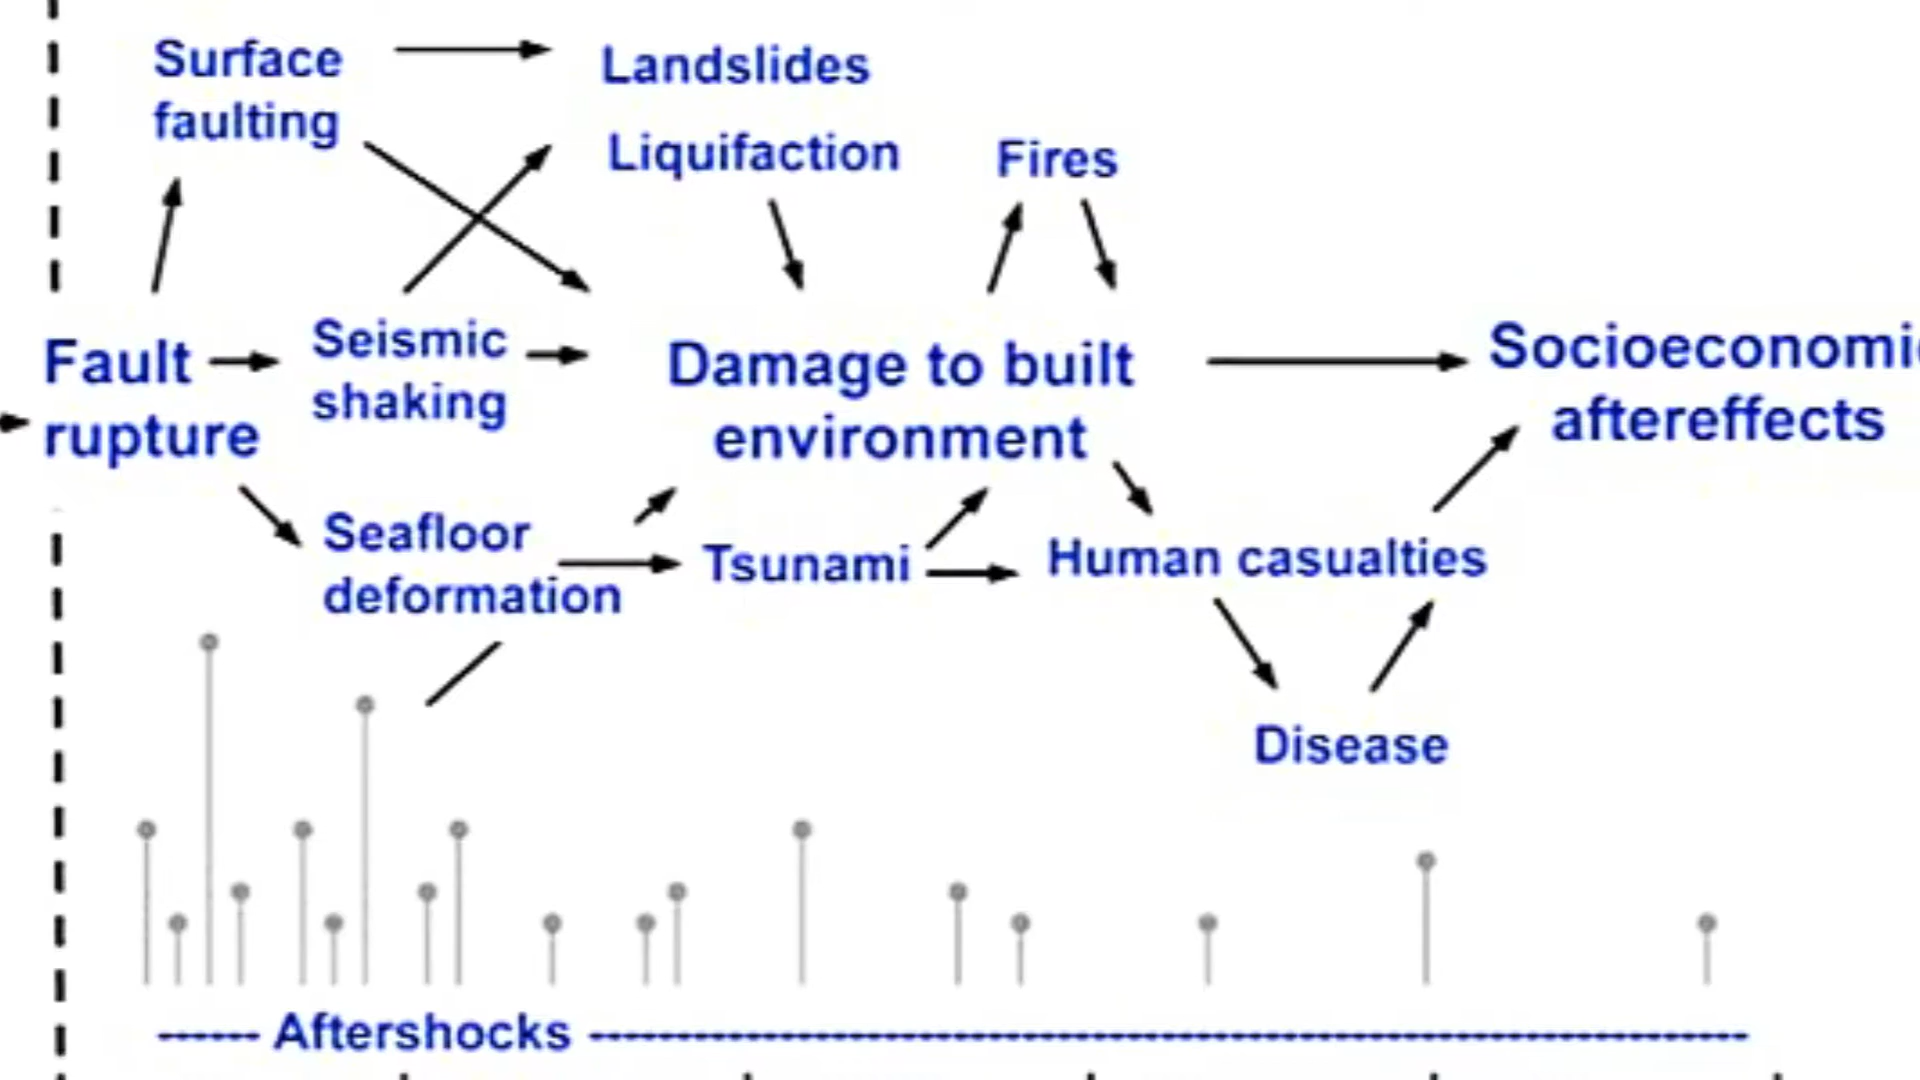 Surface
faulting
Landslides
Liquifaction
Fires
Fault
rupture
Seismic
shaking
Damage to built
environment
Socioeconomi
aftereffects
Seafloor
deformation
Tsunami
Human casualties
Disease
Aftershocks